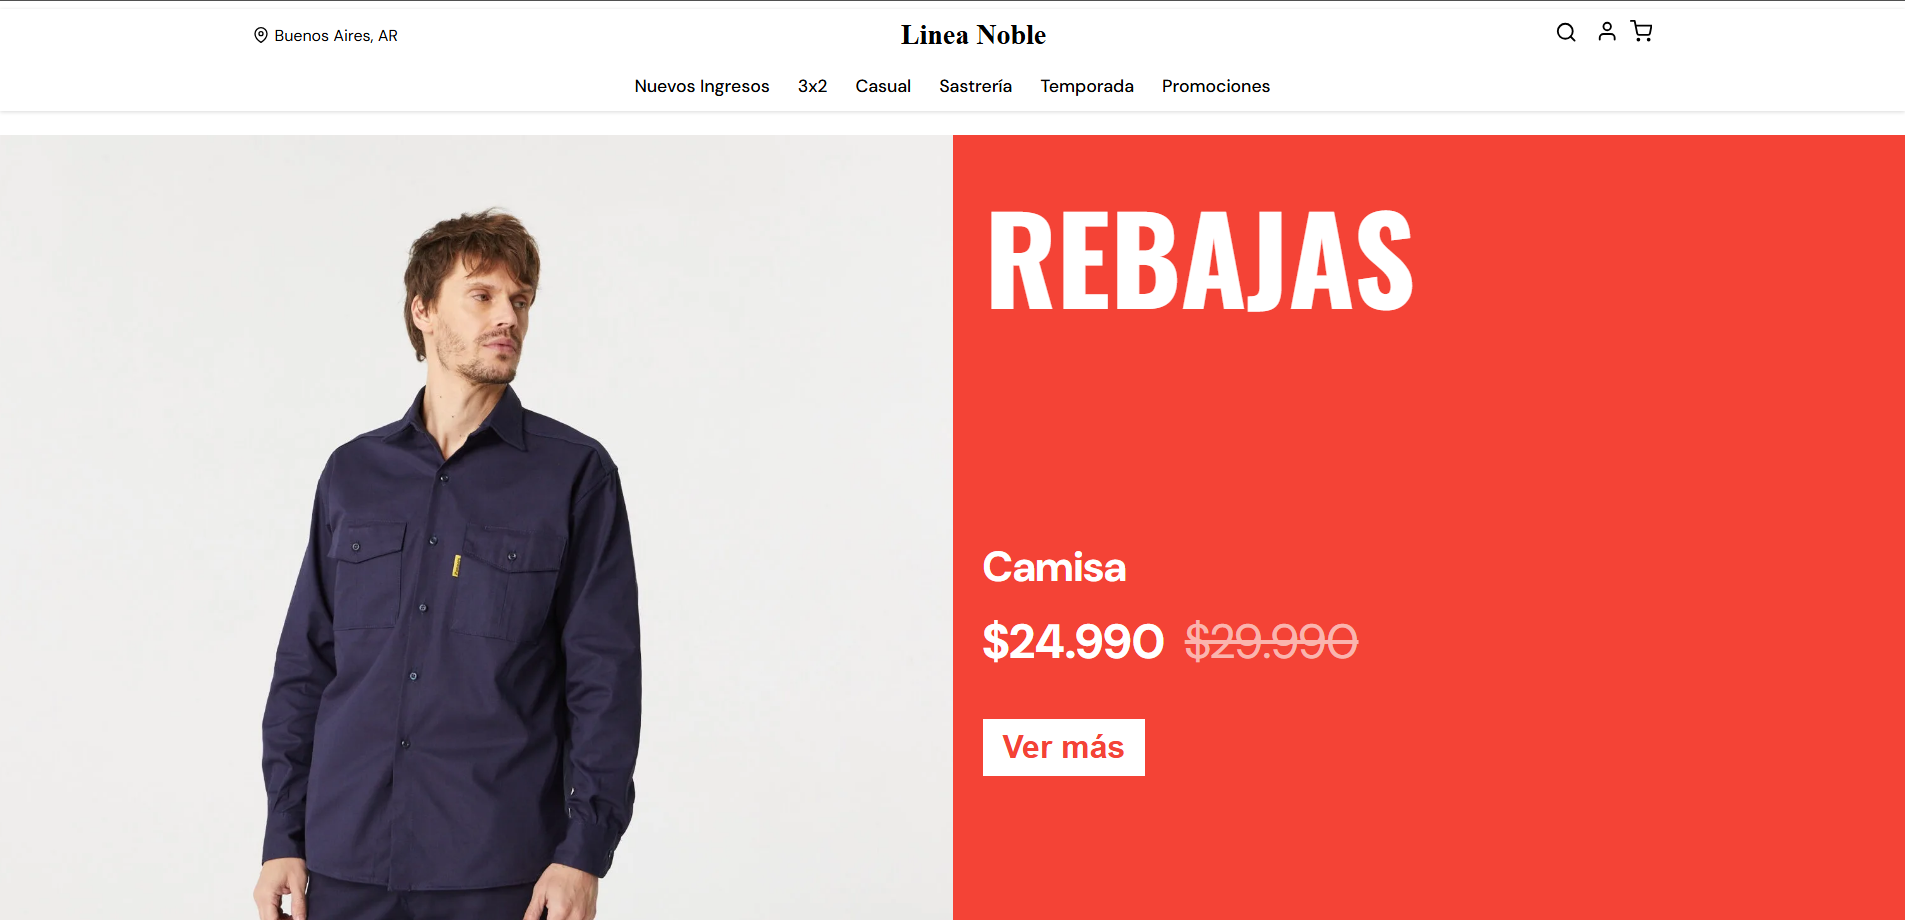 Buenos Aires, AR
Linea Noble
Nuevos Ingresos 3x2 Casual Sastrería Temporada Promociones
REBAJAS
Camisa
$24.990 $29.990
Ver más